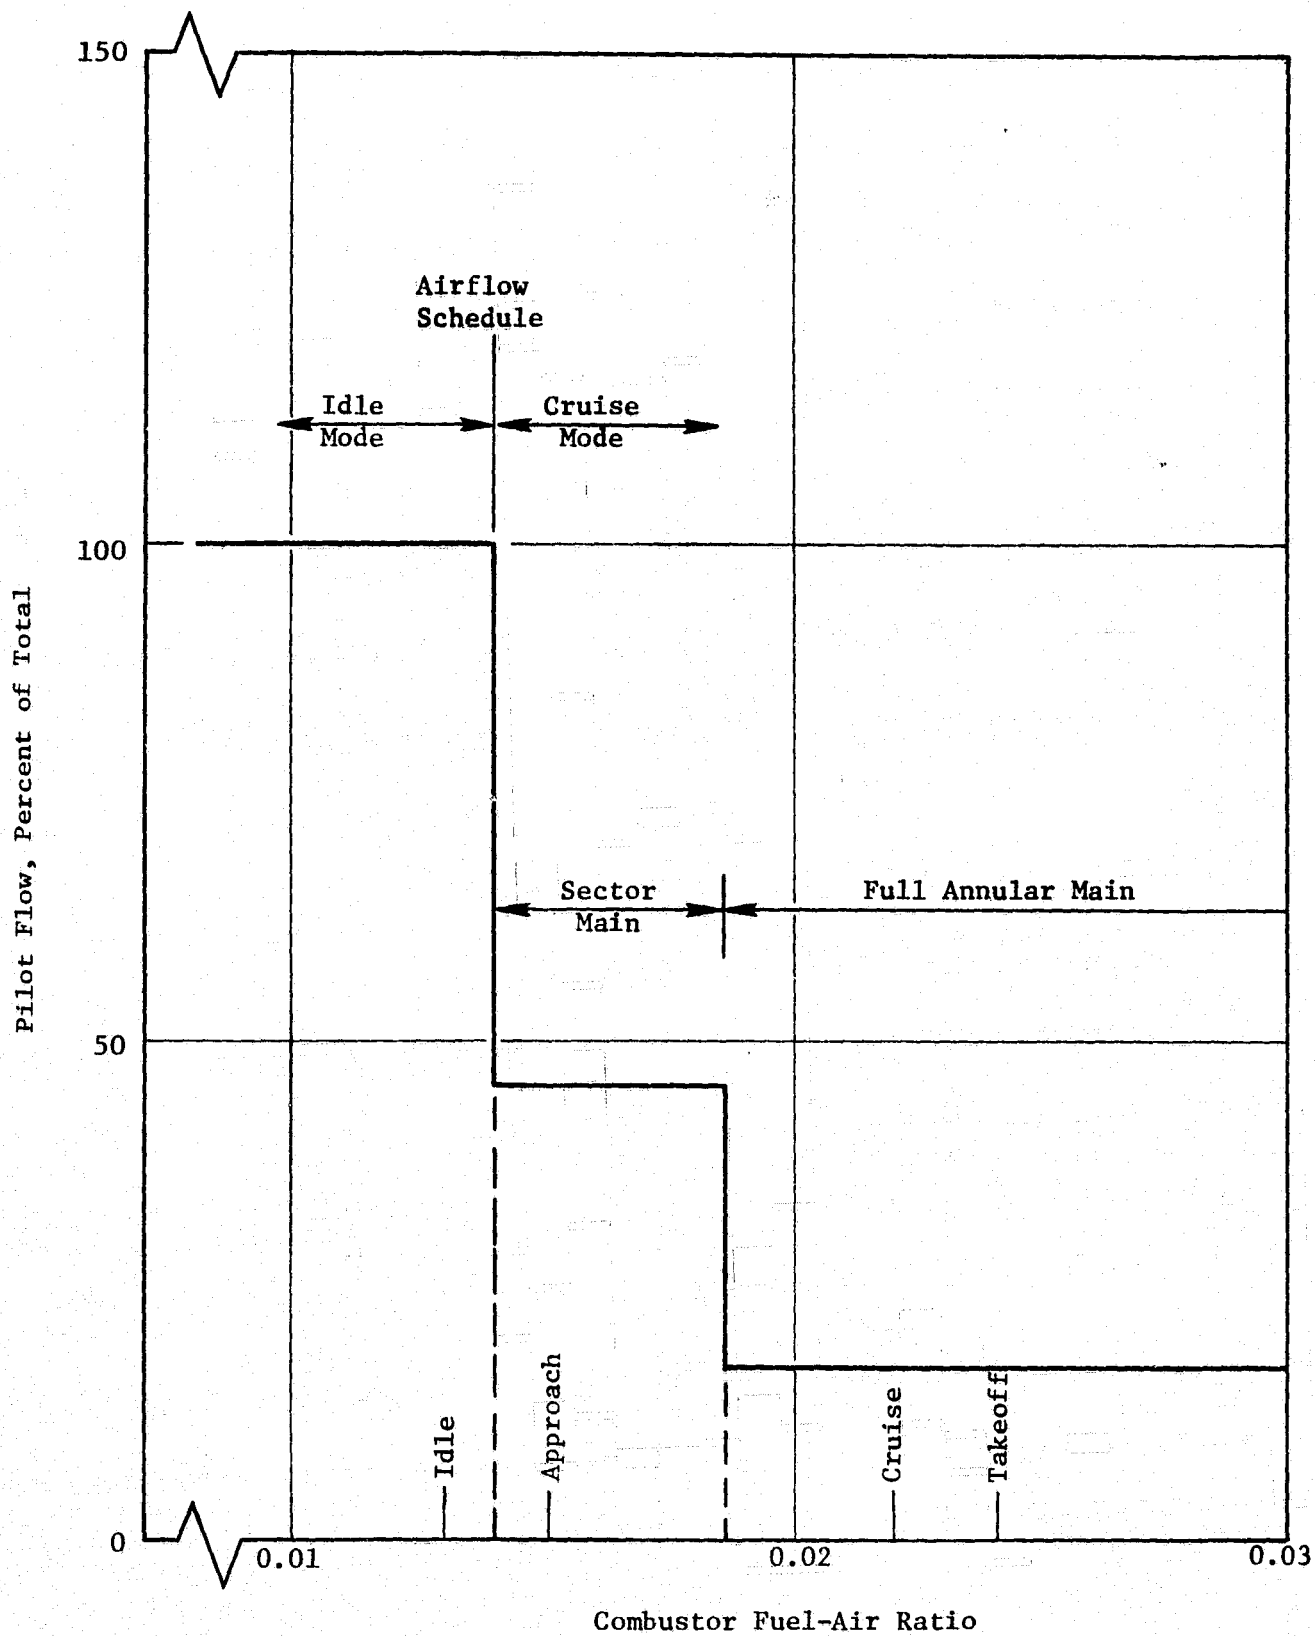 150
Airflow
Schedule
Idle
Mode
Cruise
Mode
100
Pilot Flow, Percent of Total
Sector
Main
Full Annular Main
50
Idle
Approach
Cruise
Takeoff
0
0.01
0.02
0.03
Combustor Fuel-Air Ratio